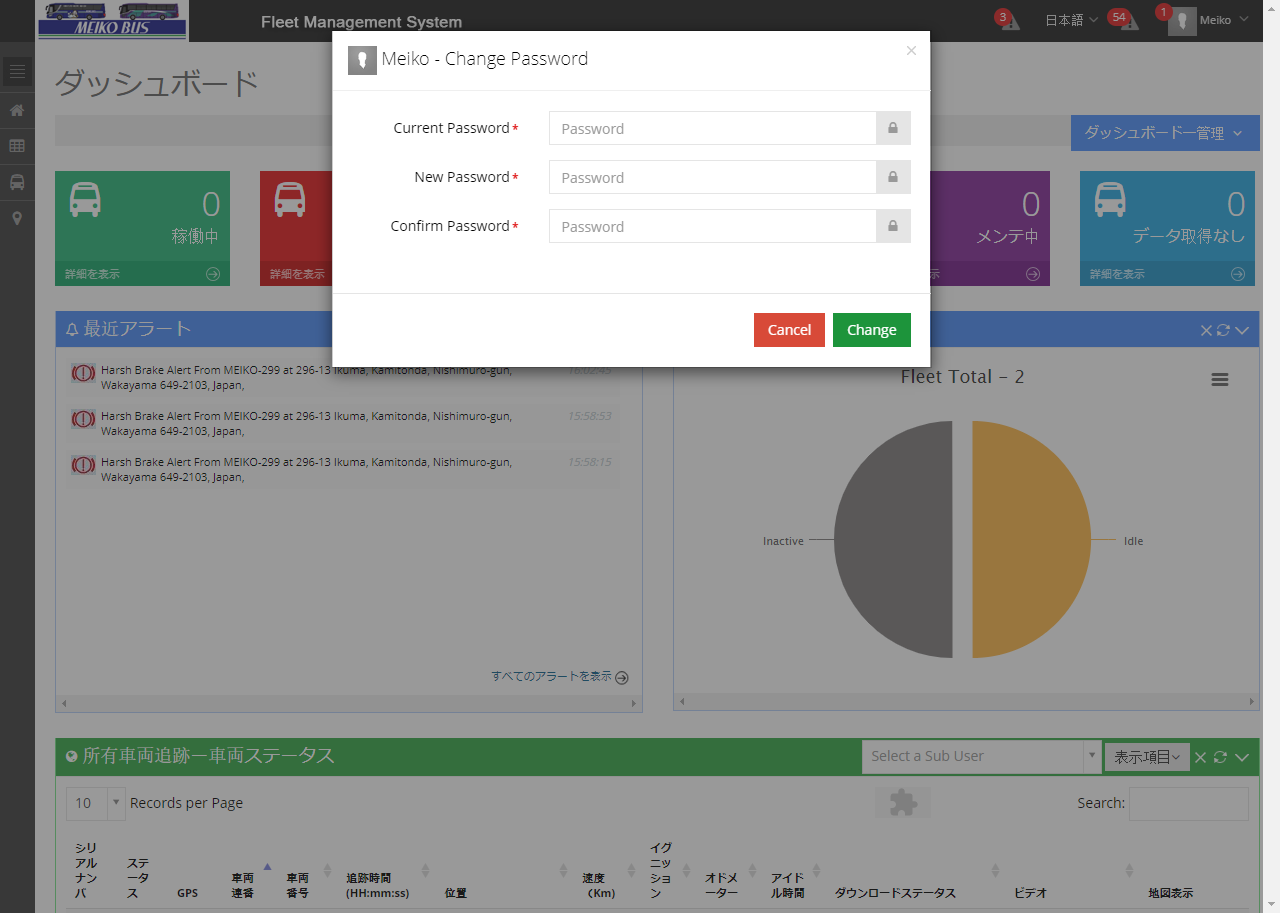 MEIKO BUS
Fleet Management System
3
日本語
54
1
Meiko
Meiko - Change Password
×
Current Password*
Password
New Password*
Password
Confirm Password*
Password
Cancel
Change
ダッシュボード
ダッシュボードー管理
0
稼働中
詳細を表示
詳細を表示
0
メンテ中
示
0
データ取得なし
詳細を表示
最近アラート
Harsh Brake Alert From MEIKO-299 at 296-13 Ikuma, Kamitonda, Nishimuro-gun,
Wakayama 649-2103, Japan,
16:02:45
Harsh Brake Alert From MEIKO-299 at 296-13 Ikuma, Kamitonda, Nishimuro-gun,
Wakayama 649-2103, Japan,
15:58:53
Harsh Brake Alert From MEIKO-299 at 296-13 Ikuma, Kamitonda, Nishimuro-gun,
Wakayama 649-2103, Japan,
15:58:15
すべてのアラートを表示
Fleet Total - 2
Inactive
Idle
所有車両追跡ー車両ステータス
Select a Sub User
表示項目
10
Records per Page
Search:
シリ
アル
ナン
バ
ステ
ータ
ス
GPS
車両
連番
車両
番号
追跡時間
(HH:mm:ss)
位置
速度
(Km)
イグ
ニッ
ショ
ン
オドメ
ーター
アイド
ル時間
ダウンロードステータス
ビデオ
地図表示